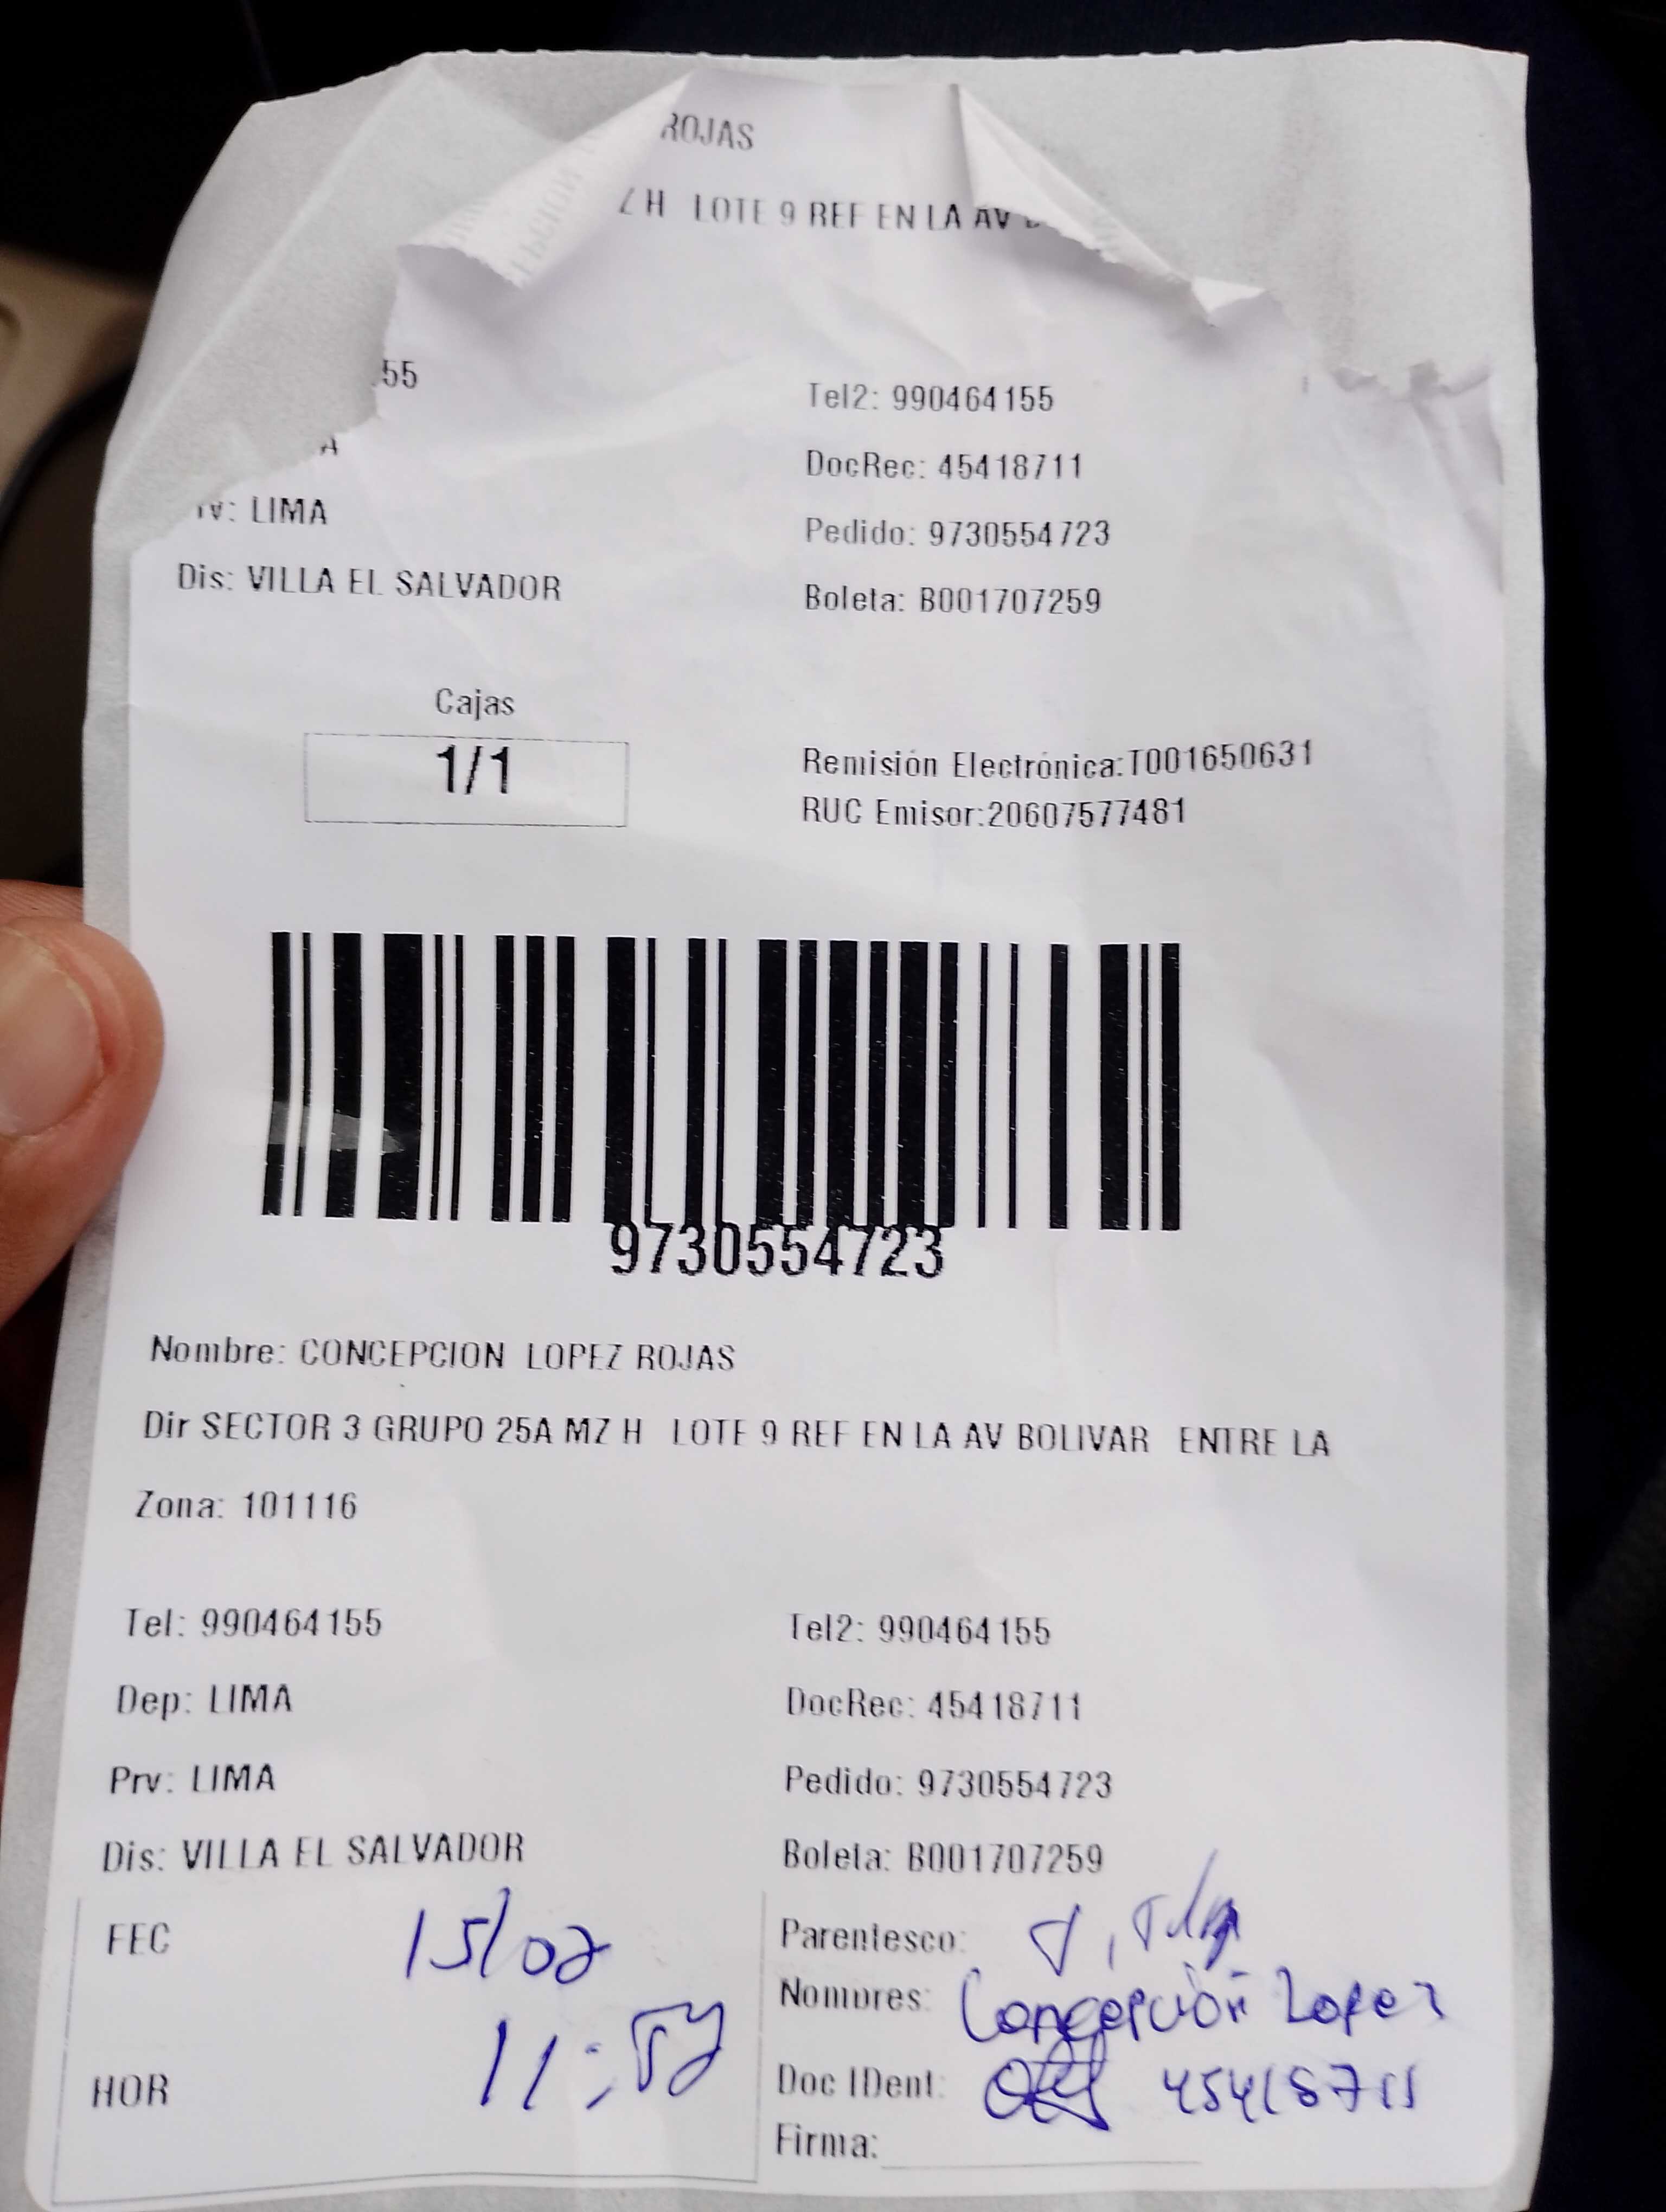 ROJAS
Z H LOTE 9 REF EN LA AV
55
Tel2: 990464155
A
DocRec: 45418711
LIMA
Pedido: 9730554723
Dis: VILLA EL SALVADOR
Boleta: B001707259
Cajas
1/1
Remisión Electrónica:T001650631
RUC Emisor:20607577481
9730554723
Nombre: CONCEPCION LOPEZ ROJAS
Dir SECTOR 3 GRUPO 25A MZ H LOTE 9 REF EN LA AV BOLIVAR ENTRE LA
Zona: 101116
Tel: 990464155
Tel2: 990464155
Dep: LIMA
DocRec: 45418711
Prv: LIMA
Pedido: 9730554723
Dis: VILLA EL SALVADOR
Boleta: B001707259
FEC 15/02
Parentesco:
Nombres: Concepción Lopez
HOR 11:52
Doc IDent: 45418711
Firma: